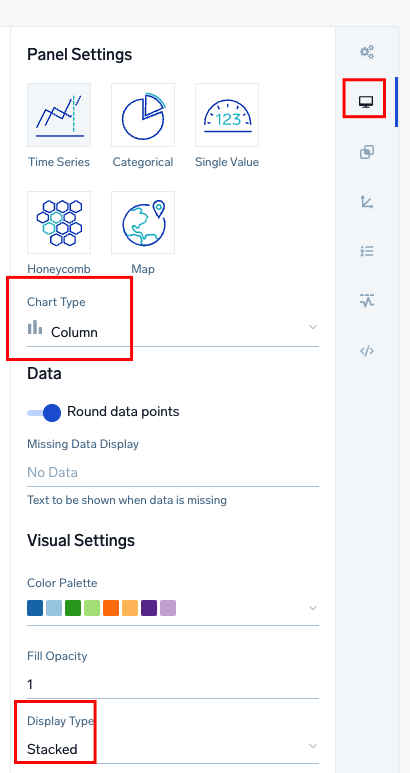 Panel Settings
Time Series
Categorical
123
Single Value
Honeycomb
Map
Chart Type
Column
Data
Round data points
Missing Data Display
No Data
Text to be shown when data is missing
Visual Settings
Color Palette
Fill Opacity
1
Display Type
Stacked